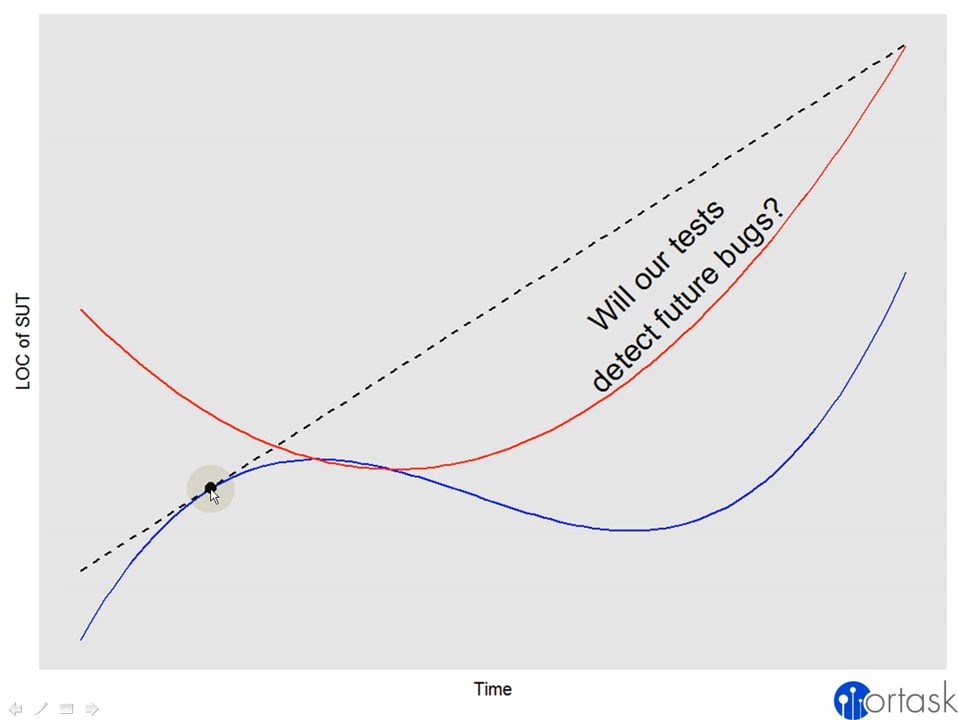 Will our tests
detect future bugs?
LOC of SUT
Time
ortask